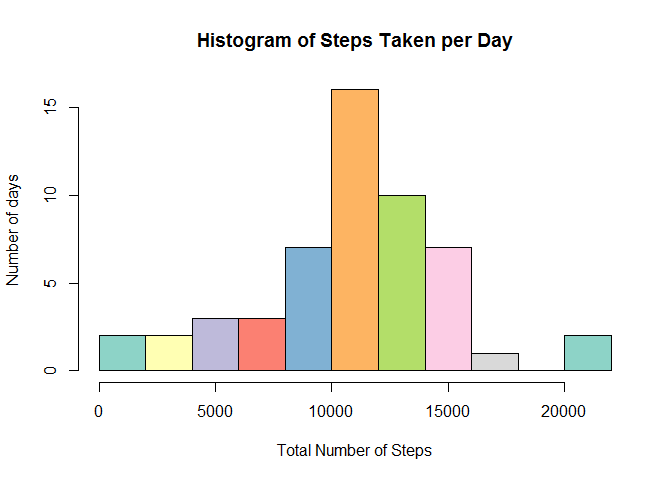 Histogram of Steps Taken per Day
Number of days
0
5
10
15
0 5000 10000 15000 20000
Total Number of Steps